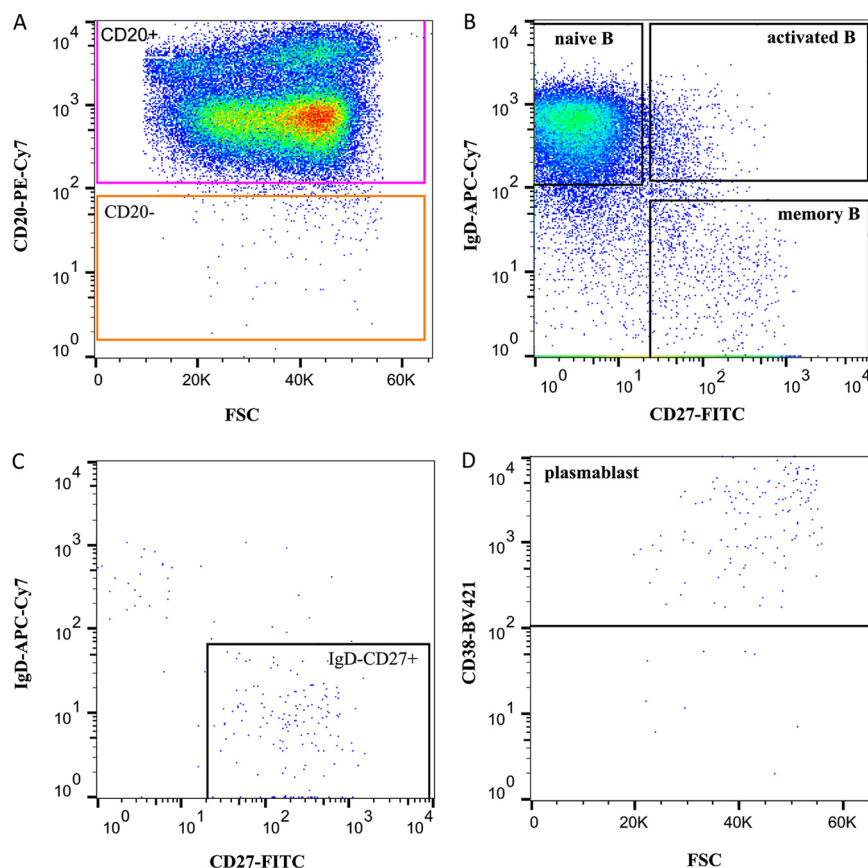 A
CD20+
CD20-
10^4
10^3
10^2
10^1
10^0
CD20-PE-Cy7
0
20K
40K
60K
FSC
B
naive B
activated B
memory B
10^4
10^3
10^2
10^1
10^0
IgD-APC-Cy7
10^0
10^1
10^2
10^3
10^4
CD27-FITC
C
IgD-CD27+
10^4
10^3
10^2
10^1
10^0
IgD-APC-Cy7
10^0
10^1
10^2
10^3
10^4
CD27-FITC
D
plasmablast
10^4
10^3
10^2
10^1
10^0
CD38-BV421
0
20K
40K
60K
FSC